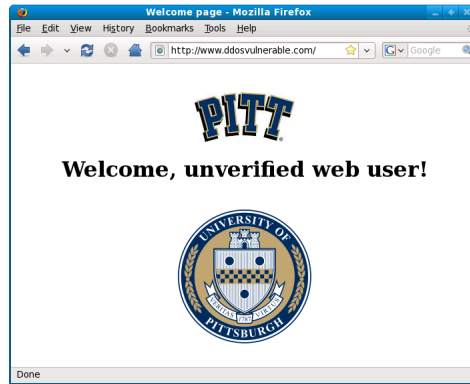 Welcome page - Mozilla Firefox
File Edit View History Bookmarks Tools Help
http://www.ddosvulnerable.com/
G Google
PITT
Welcome, unverified web user!
UNIVERSITY OF
VERITAS 1787 VIRTUS
PITTSBURGH
Done